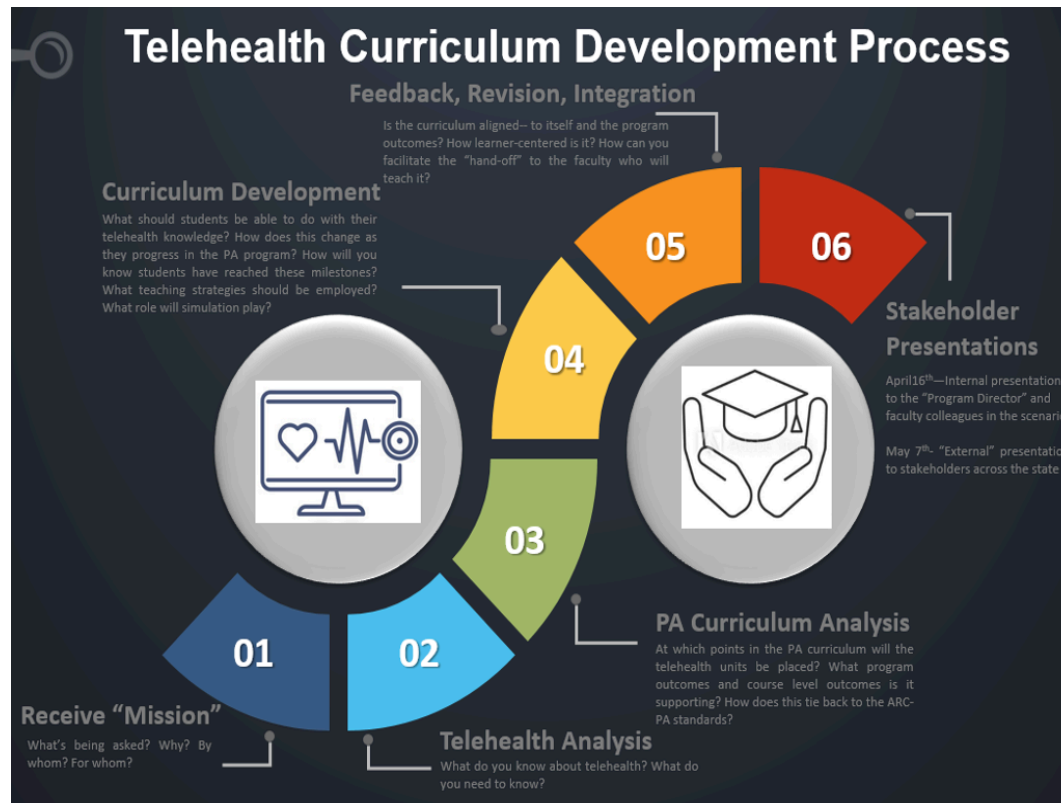 Telehealth Curriculum Development Process
Feedback, Revision, Integration
Is the curriculum aligned-- to itself and the program
outcomes? How learner-centered is it? How can you
facilitate the "hand-off" to the faculty who will
teach it?
Curriculum Development
What should students be able to do with their
telehealth knowledge? How does this change as
they progress in the PA program? How will you
know students have reached these milestones?
What teaching strategies should be employed?
What role will simulation play?
05
06
04
Stakeholder
Presentations
April16th—Internal presentation
to the "Program Director" and
faculty colleagues in the scenari
May 7th- "External" presentatio
to stakeholders across the state
03
PA Curriculum Analysis
At which points in the PA curriculum will the
telehealth units be placed? What program
outcomes and course level outcomes is it
supporting? How does this tie back to the ARC-
PA standards?
01
02
Receive "Mission"
What's being asked? Why? By
whom? For whom?
Telehealth Analysis
What do you know about telehealth? What do
you need to know?